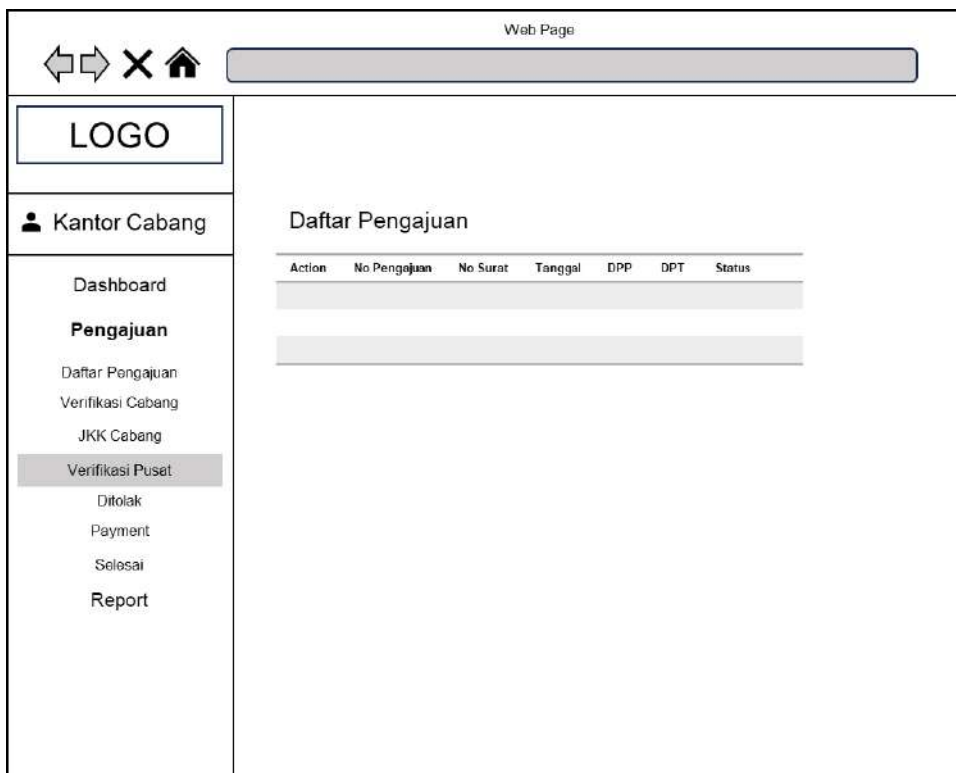 Web Page
LOGO
Kantor Cabang
Dashboard
Pengajuan
Daftar Pengajuan
Verifikasi Cabang
JKK Cabang
Verifikasi Pusat
Ditolak
Payment
Selesai
Report
Daftar Pengajuan
Action No Pengajuan No Surat Tanggal DPP DPT Status